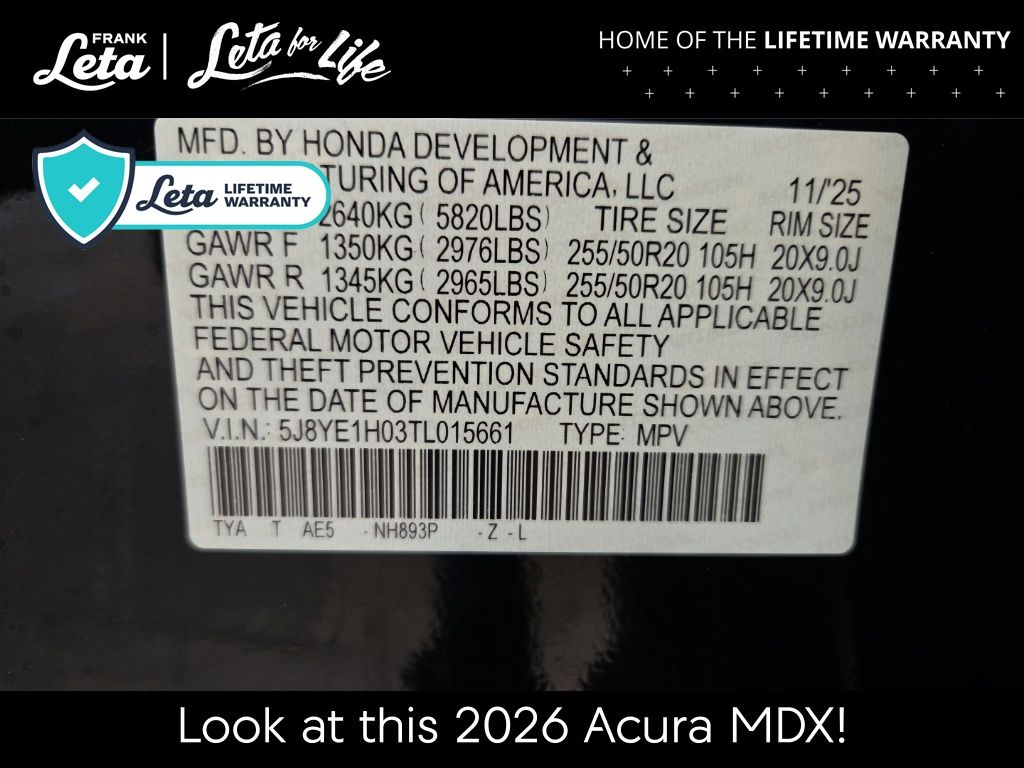 FRANK
Leta
Leta for Life
HOME OF THE LIFETIME WARRANTY
MFD. BY HONDA DEVELOPMENT &
TURING OF AMERICA, LLC 11/'25
2640KG ( 5820LBS) TIRE SIZE RIM SIZE
GAWR F 1350KG ( 2976LBS) 255/50R20 105H 20X9.0J
GAWR R 1345KG ( 2965LBS) 255/50R20 105H 20X9.0J
THIS VEHICLE CONFORMS TO ALL APPLICABLE
FEDERAL MOTOR VEHICLE SAFETY
AND THEFT PREVENTION STANDARDS IN EFFECT
ON THE DATE OF MANUFACTURE SHOWN ABOVE.
V.I.N.: 5J8YE1H03TL015661 TYPE: MPV
TYA T AE5 - NH893P - Z - L
Leta LIFETIME
WARRANTY
Look at this 2026 Acura MDX!